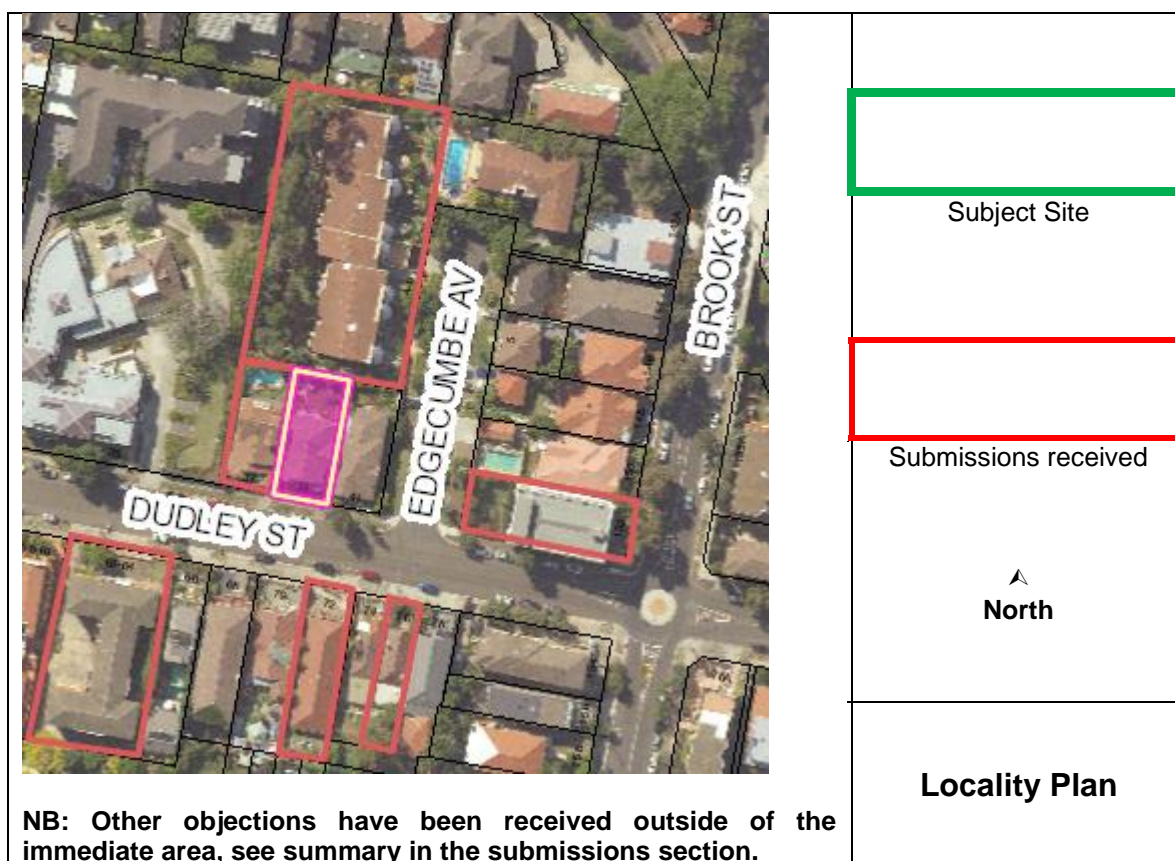 BROOK ST
EDGECUMBE AV
DUDLEY ST
72
NB: Other objections have been received outside of the
immediate area, see summary in the submissions section.
Subject Site
Submissions received
North
Locality Plan